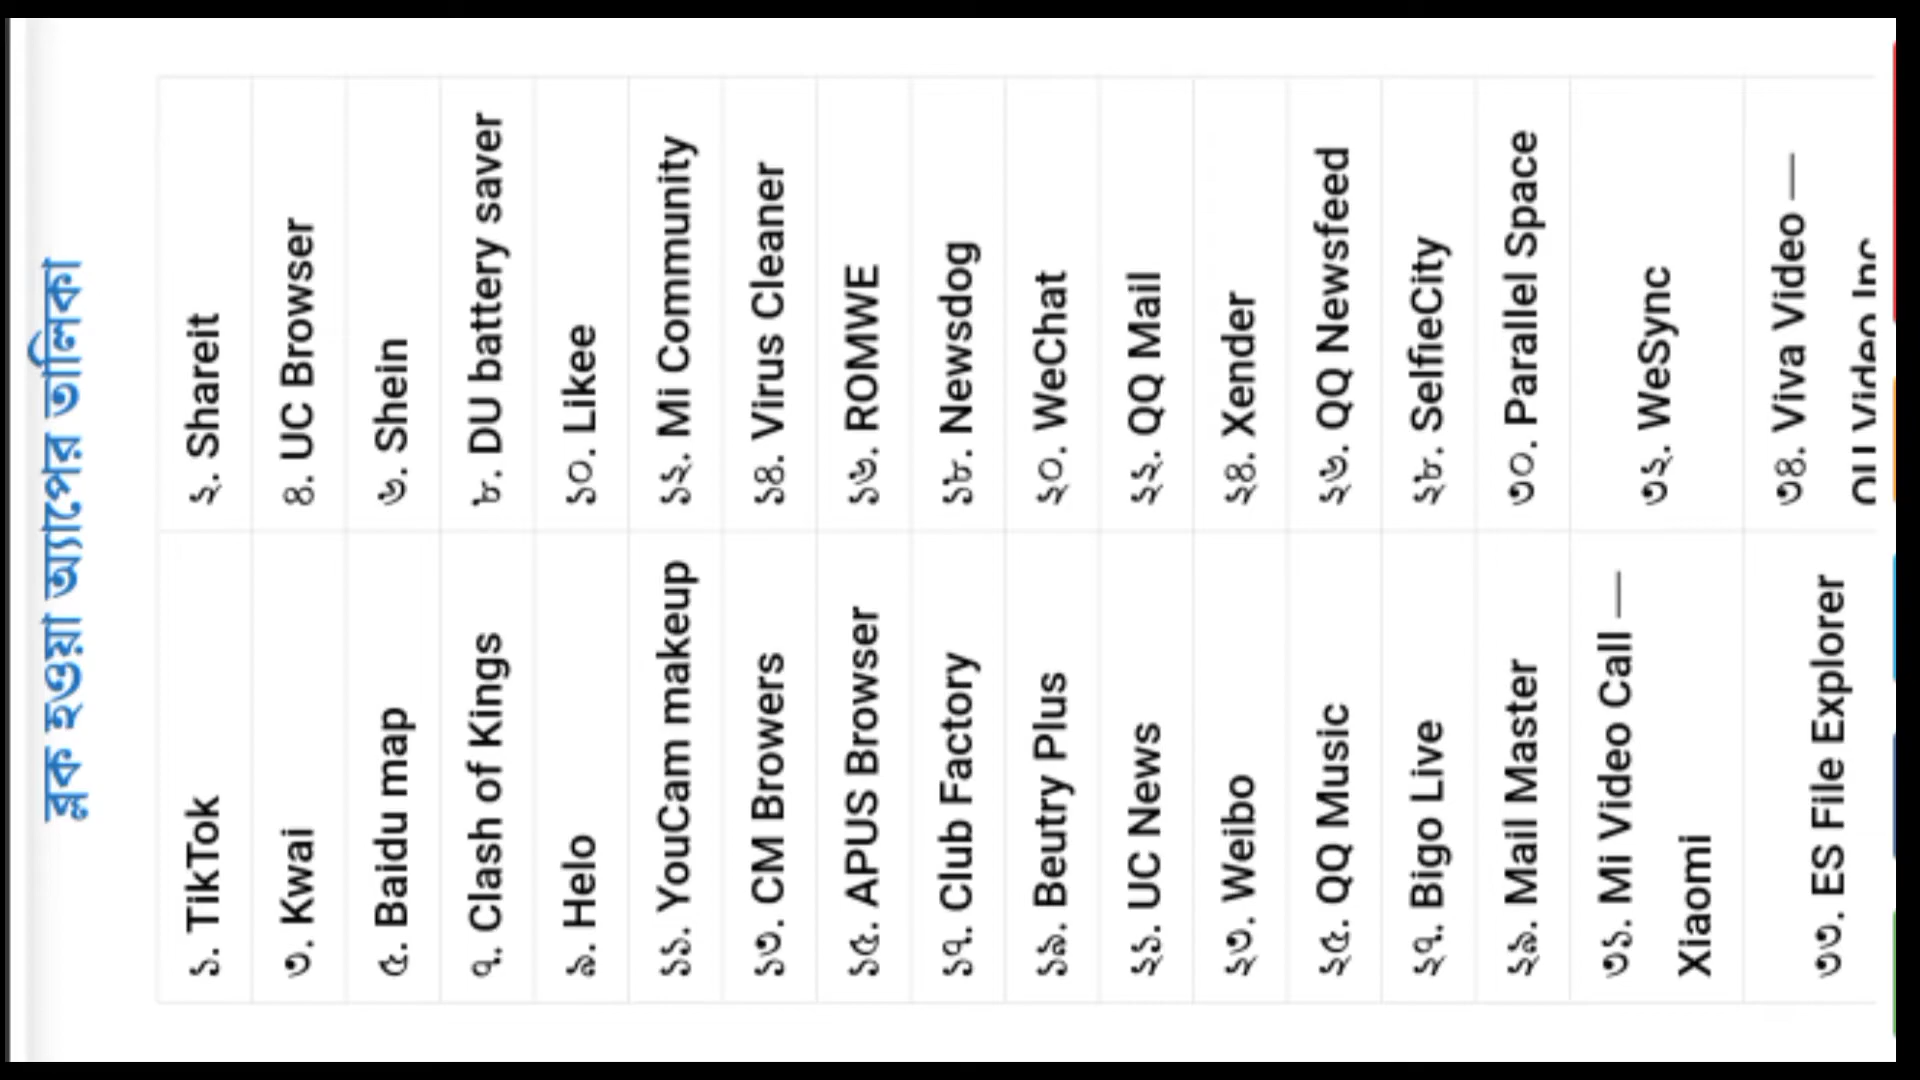 ব্লক হওয়া অ্যাপের তালিকা
১. TikTok
২. Shareit
৩. Kwai
৪. UC Browser
৫. Baidu map
৬. Shein
৭. Clash of Kings
৮. DU battery saver
৯. Helo
১০. Likee
১১. YouCam makeup
১২. Mi Community
১৩. CM Browers
১৪. Virus Cleaner
১৫. APUS Browser
১৬. ROMWE
১৭. Club Factory
১৮. Newsdog
১৯. Beutry Plus
২০. WeChat
২১. UC News
২২. QQ Mail
২৩. Weibo
২৪. Xender
২৫. QQ Music
২৬. QQ Newsfeed
২৭. Bigo Live
২৮. SelfieCity
২৯. Mail Master
৩০. Parallel Space
৩১. Mi Video Call —
Xiaomi
৩২. WeSync
৩৩. ES File Explorer
৩৪. Viva Video —
QU Video Inc